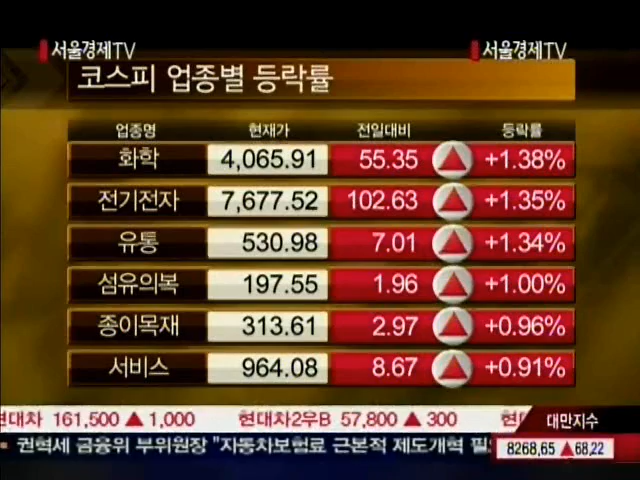 서울경제TV 서울경제TV
코스피 업종별 등락률
업종명 현재가 전일대비 등락률
화학 4,065.91 55.35 ▲ +1.38%
전기전자 7,677.52 102.63 ▲ +1.35%
유통 530.98 7.01 ▲ +1.34%
섬유의복 197.55 1.96 ▲ +1.00%
종이목재 313.61 2.97 ▲ +0.96%
서비스 964.08 8.67 ▲ +0.91%
현대차 161,500 ▲ 1,000 현대차2우B 57,800 ▲ 300 현 대만지수
권혁세 금융위 부위원장 "자동차보험료 근본적 제도개혁 필 8268,65 ▲68,22